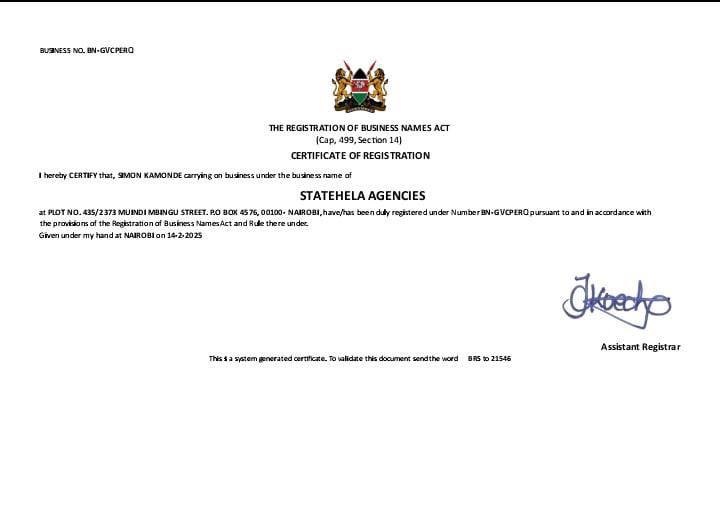 BUSINESS NO. BN-GVCPERQ
THE REGISTRATION OF BUSINESS NAMES ACT
(Cap, 499, Section 14)
CERTIFICATE OF REGISTRATION
I hereby CERTIFY that, SIMON KAMONDE carrying on business under the business name of
STATEHELA AGENCIES
at PLOT NO. 435/2373 MUINDI MBINGU STREET. P.O BOX 4576, 00100- NAIROBI, have/has been duly registered under Number BN-GVCPERQ pursuant to and in accordance with
the provisions of the Registration of Business Names Act and Rule there under.
Given under my hand at NAIROBI on 14-2-2025
Assistant Registrar
This is a system generated certificate. To validate this document send the word BRS to 21546